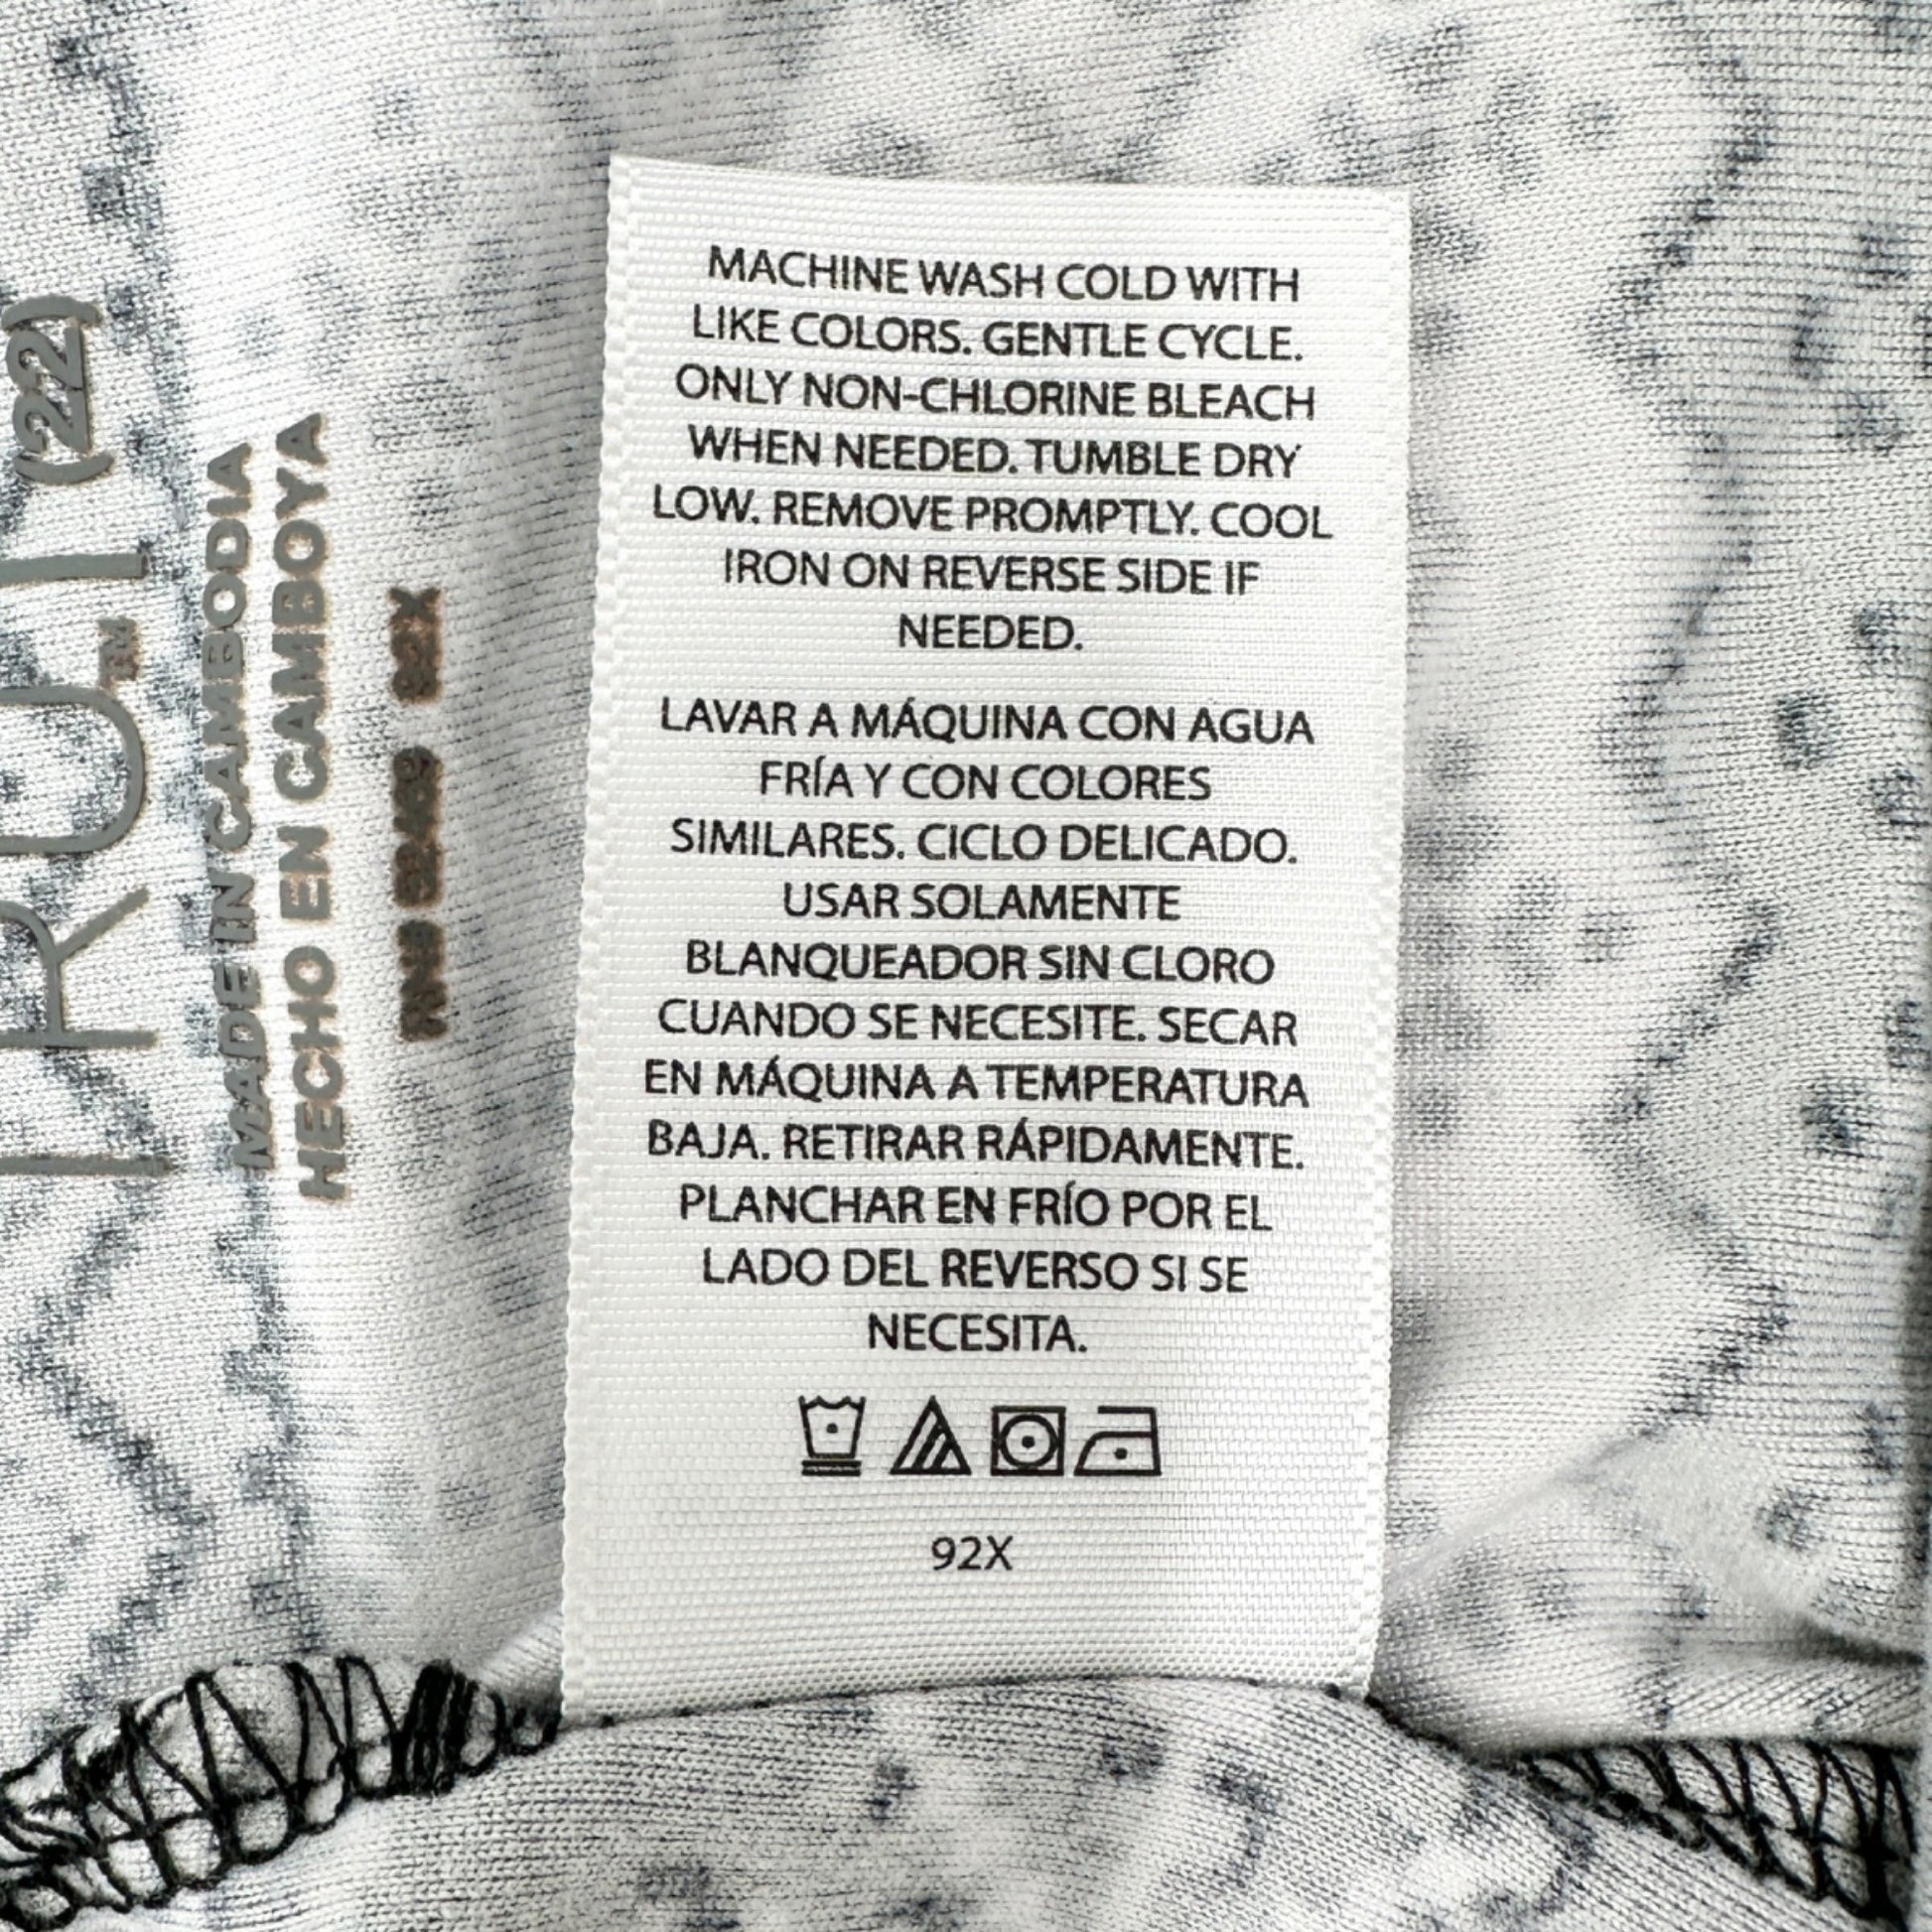 (22)
MADE IN CAMBODIA
HECHO EN CAMBOYA
92X
MACHINE WASH COLD WITH
LIKE COLORS. GENTLE CYCLE.
ONLY NON-CHLORINE BLEACH
WHEN NEEDED. TUMBLE DRY
LOW. REMOVE PROMPTLY. COOL
IRON ON REVERSE SIDE IF
NEEDED.
LAVAR A MÁQUINA CON AGUA
FRÍA Y CON COLORES
SIMILARES. CICLO DELICADO.
USAR SOLAMENTE
BLANQUEADOR SIN CLORO
CUANDO SE NECESITE. SECAR
EN MÁQUINA A TEMPERATURA
BAJA. RETIRAR RÁPIDAMENTE.
PLANCHAR EN FRÍO POR EL
LADO DEL REVERSO SI SE
NECESITA.
92X